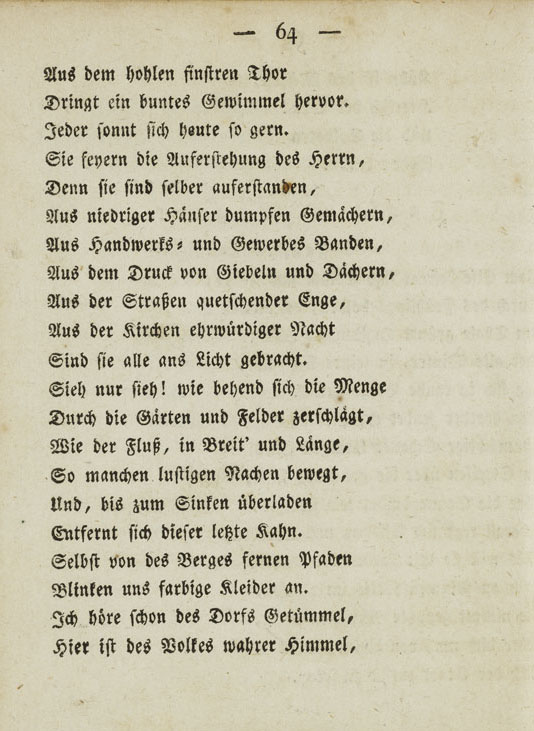 — 64 —
Aus dem hohlen finstren Thor
Dringt ein buntes Gewimmel hervor.
Jeder sonnt sich heute so gern.
Sie feyern die Auferstehung des Herrn,
Denn sie sind selber auferstanden,
Aus niedriger Häuser dumpfen Gemächern,
Aus Handwerks- und Gewerbes Banden,
Aus dem Druck von Giebeln und Dächern,
Aus der Straßen quetschender Enge,
Aus der Kirchen ehrwürdiger Nacht
Sind sie alle ans Licht gebracht.
Sieh nur sieh! wie behend sich die Menge
Durch die Gärten und Felder zerschlägt,
Wie der Fluß, in Breit' und Länge,
So manchen lustigen Nachen bewegt,
Und, bis zum Sinken überladen
Entfernt sich dieser letzte Kahn.
Selbst von des Berges fernen Pfaden
Blinken uns farbige Kleider an.
Ich höre schon des Dorfs Getümmel,
Hier ist des Volkes wahrer Himmel,